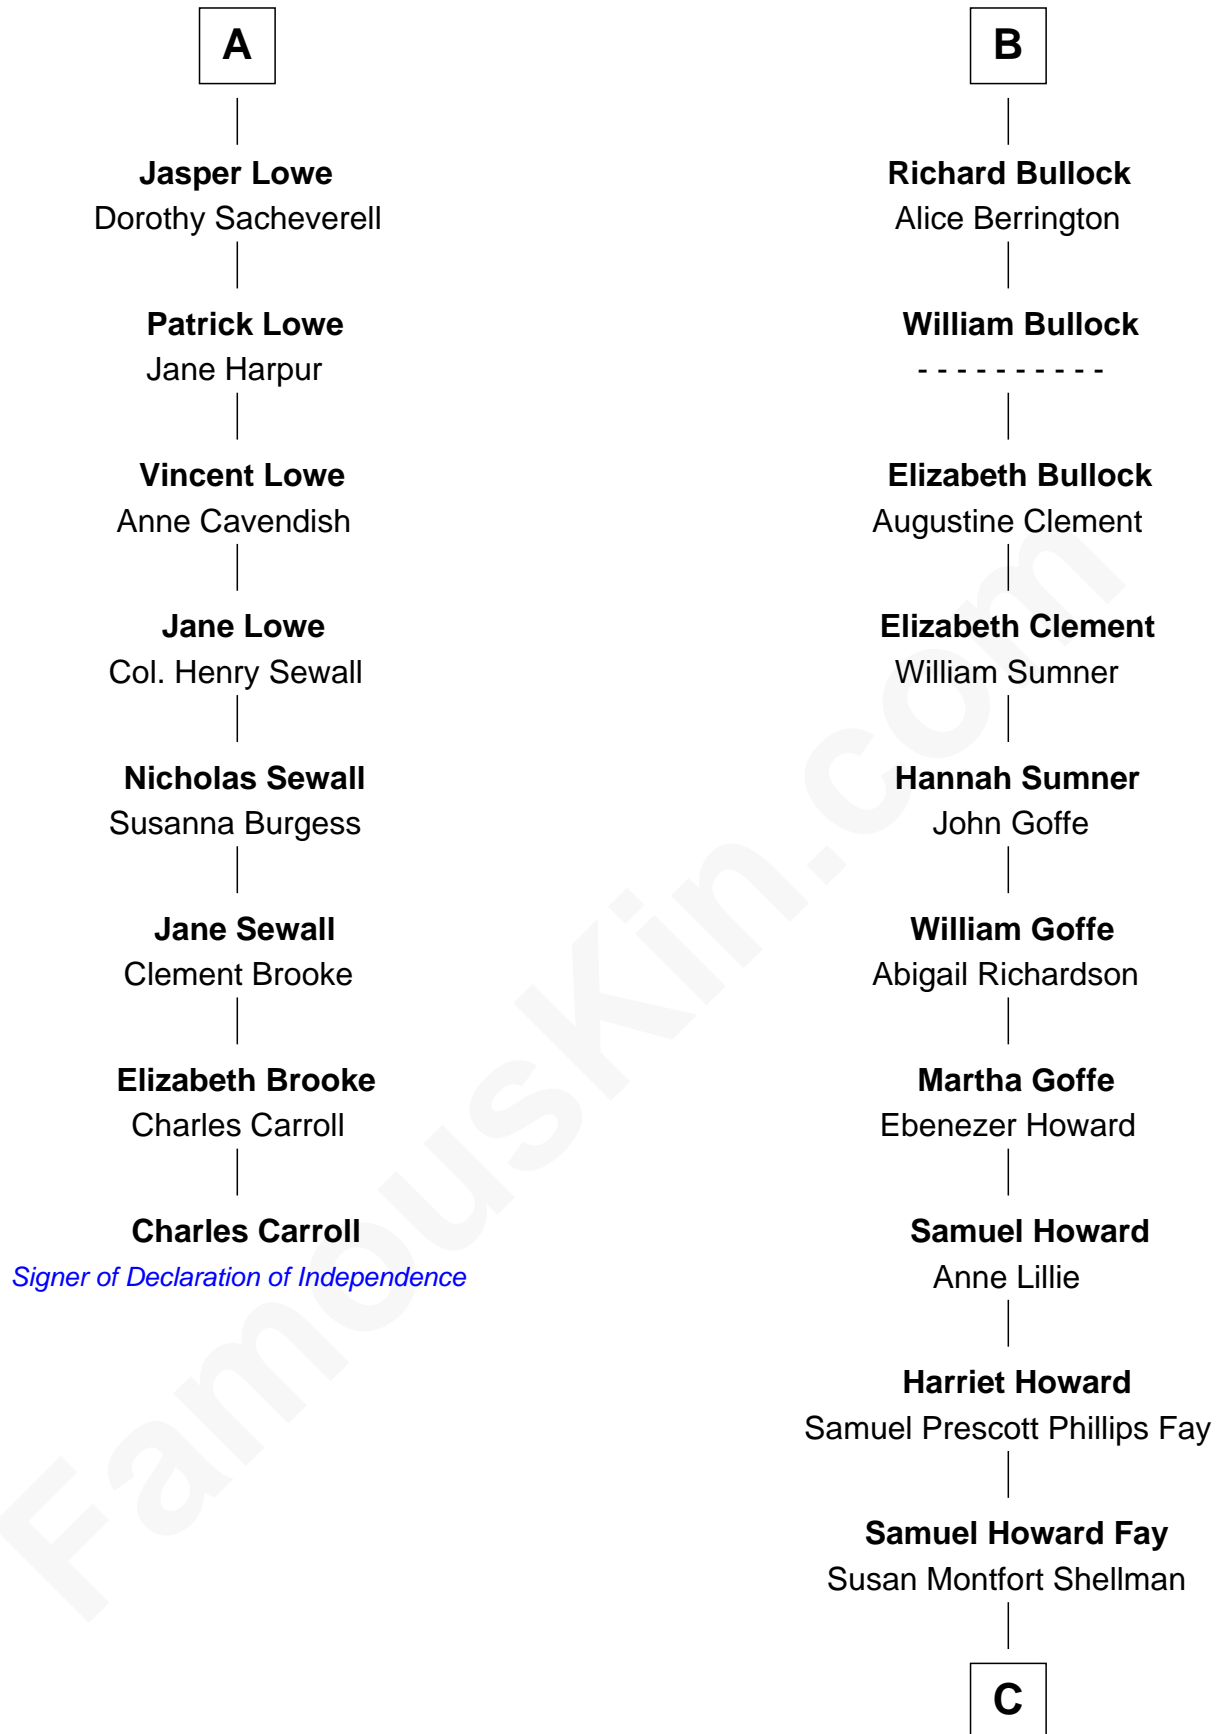 A
Jasper Lowe
Dorothy Sacheverell
Patrick Lowe
Jane Harpur
Vincent Lowe
Anne Cavendish
Jane Lowe
Col. Henry Sewall
Nicholas Sewall
Susanna Burgess
Jane Sewall
Clement Brooke
Elizabeth Brooke
Charles Carroll
Charles Carroll
Signer of Declaration of Independence
B
Richard Bullock
Alice Berrington
William Bullock
- - - - - - - - - -
Elizabeth Bullock
Augustine Clement
Elizabeth Clement
William Sumner
Hannah Sumner
John Goffe
William Goffe
Abigail Richardson
Martha Goffe
Ebenezer Howard
Samuel Howard
Anne Lillie
Harriet Howard
Samuel Prescott Phillips Fay
Samuel Howard Fay
Susan Montfort Shellman
C
FamousKin.com